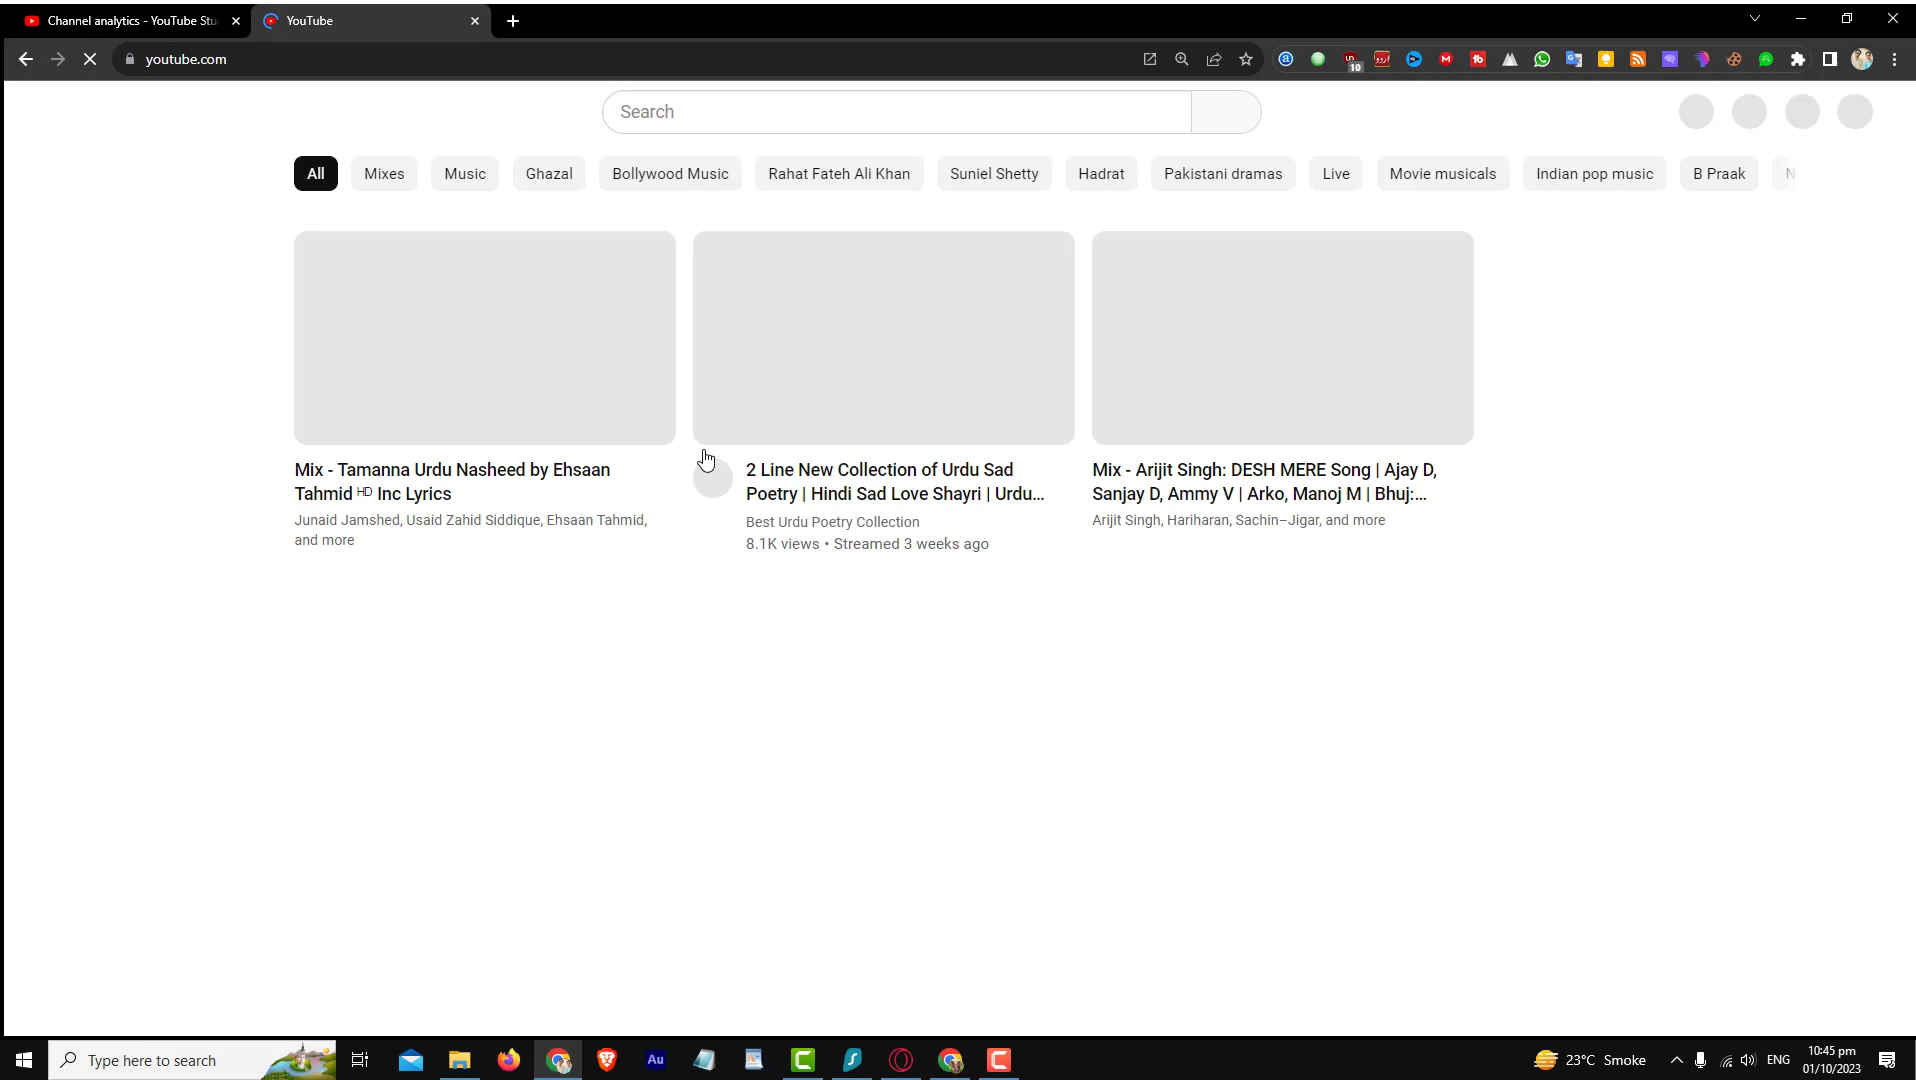 Channel analytics - YouTube Stu
YouTube
youtube.com
10
Search
All
Mixes
Music
Ghazal
Bollywood Music
Rahat Fateh Ali Khan
Suniel Shetty
Hadrat
Pakistani dramas
Live
Movie musicals
Indian pop music
B Praak
N
Mix - Tamanna Urdu Nasheed by Ehsaan
Tahmid ᴴᴰ Inc Lyrics
Junaid Jamshed, Usaid Zahid Siddique, Ehsaan Tahmid,
and more
2 Line New Collection of Urdu Sad
Poetry | Hindi Sad Love Shayri | Urdu...
Best Urdu Poetry Collection
8.1K views • Streamed 3 weeks ago
Mix - Arijit Singh: DESH MERE Song | Ajay D,
Sanjay D, Ammy V | Arko, Manoj M | Bhuj:...
Arijit Singh, Hariharan, Sachin–Jigar, and more
Type here to search
Au
23°C Smoke
ENG
10:45 pm
01/10/2023